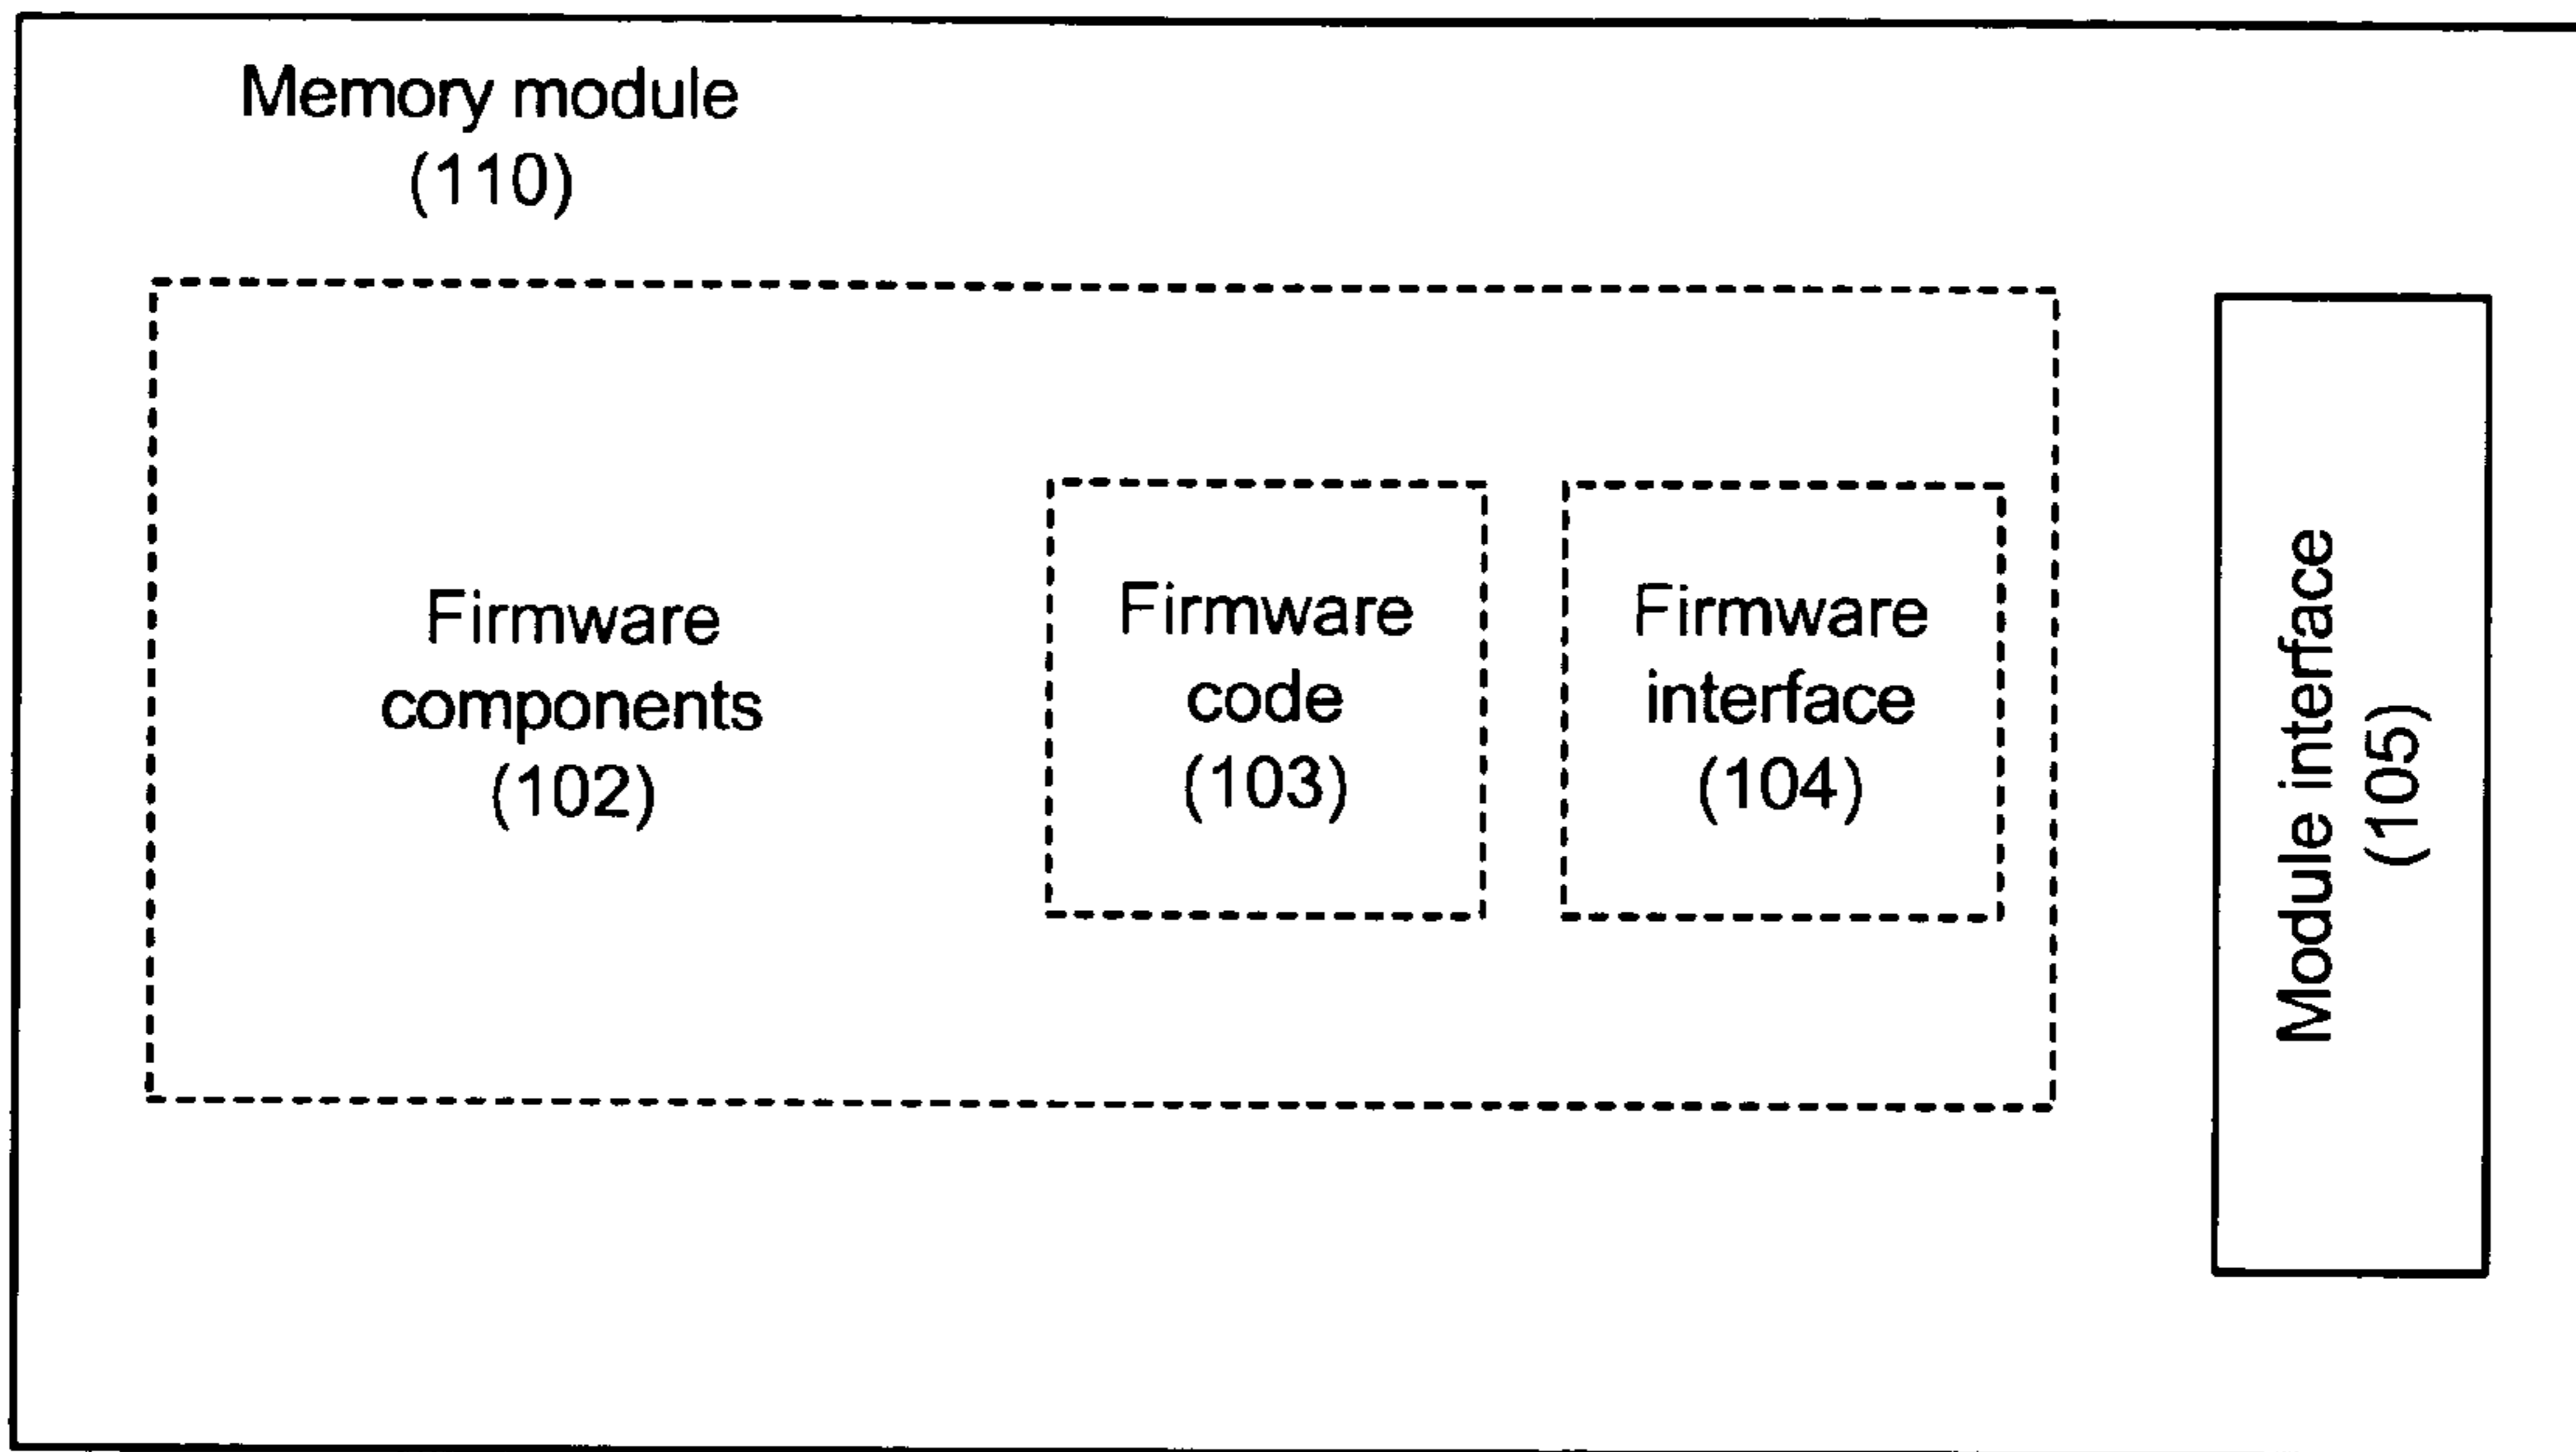 Memory module
(110)
Firmware
components
(102)
Firmware
code
(103)
Firmware
interface
(104)
Module interface
(105)